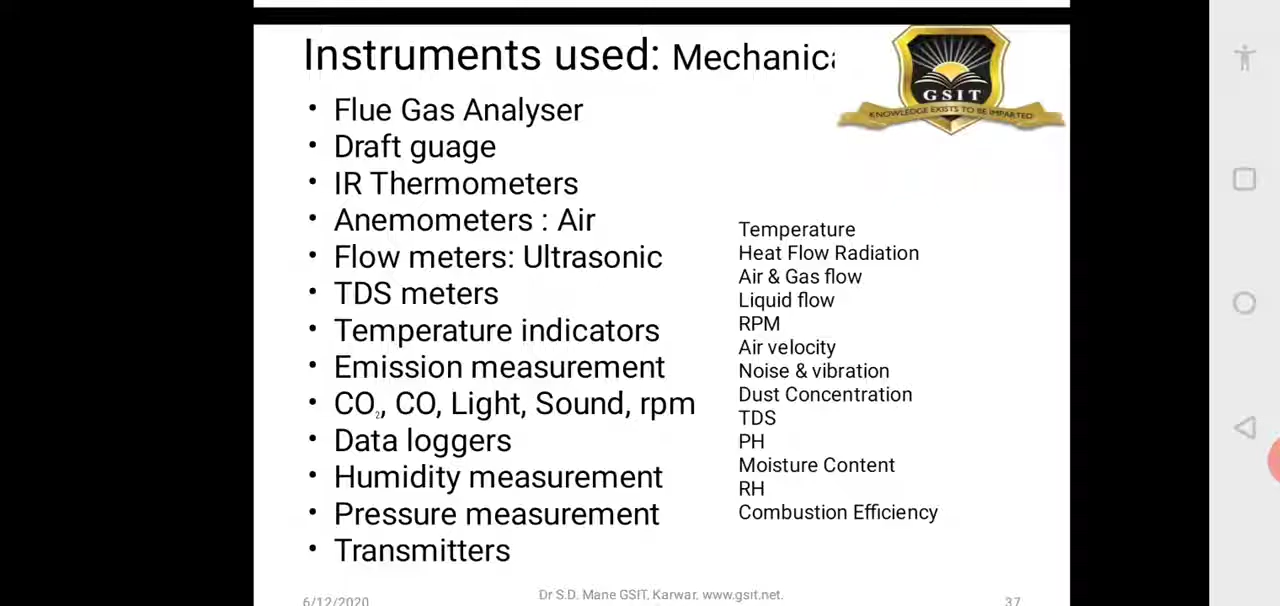 Instruments used: Mechanica
GSIT
KNOWLEDGE EXISTS TO BE IMPARTED
• Flue Gas Analyser
• Draft guage
• IR Thermometers
• Anemometers : Air
• Flow meters: Ultrasonic
• TDS meters
• Temperature indicators
• Emission measurement
• CO₂, CO, Light, Sound, rpm
• Data loggers
• Humidity measurement
• Pressure measurement
• Transmitters
Temperature
Heat Flow Radiation
Air & Gas flow
Liquid flow
RPM
Air velocity
Noise & vibration
Dust Concentration
TDS
PH
Moisture Content
RH
Combustion Efficiency
6/12/2020
Dr S.D. Mane GSIT, Karwar, www.gsit.net.
37